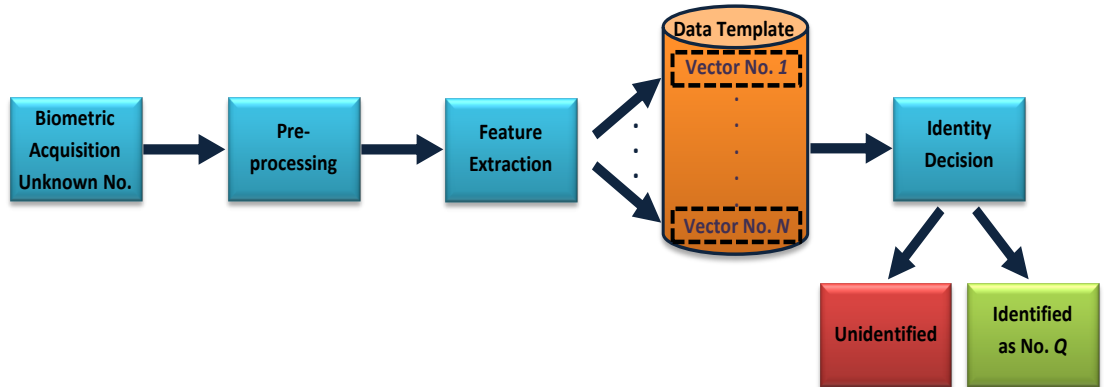 Biometric
Acquisition
Unknown No.
Pre-
processing
Feature
Extraction
Data Template
Vector No. 1
Vector No. N
Identity
Decision
Unidentified
Identified
as No. Q